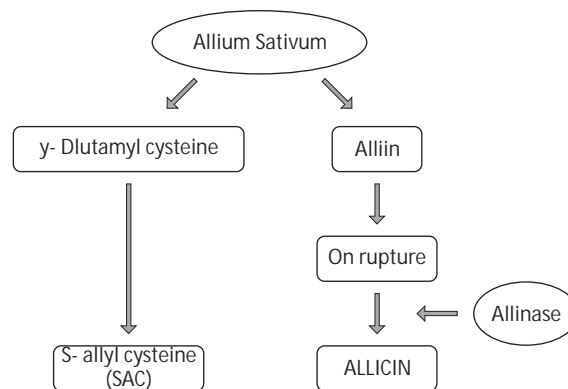 Allium Sativum
y- Dlutamyl cysteine
Alliin
On rupture
Allinase
S- allyl cysteine
(SAC)
ALLICIN